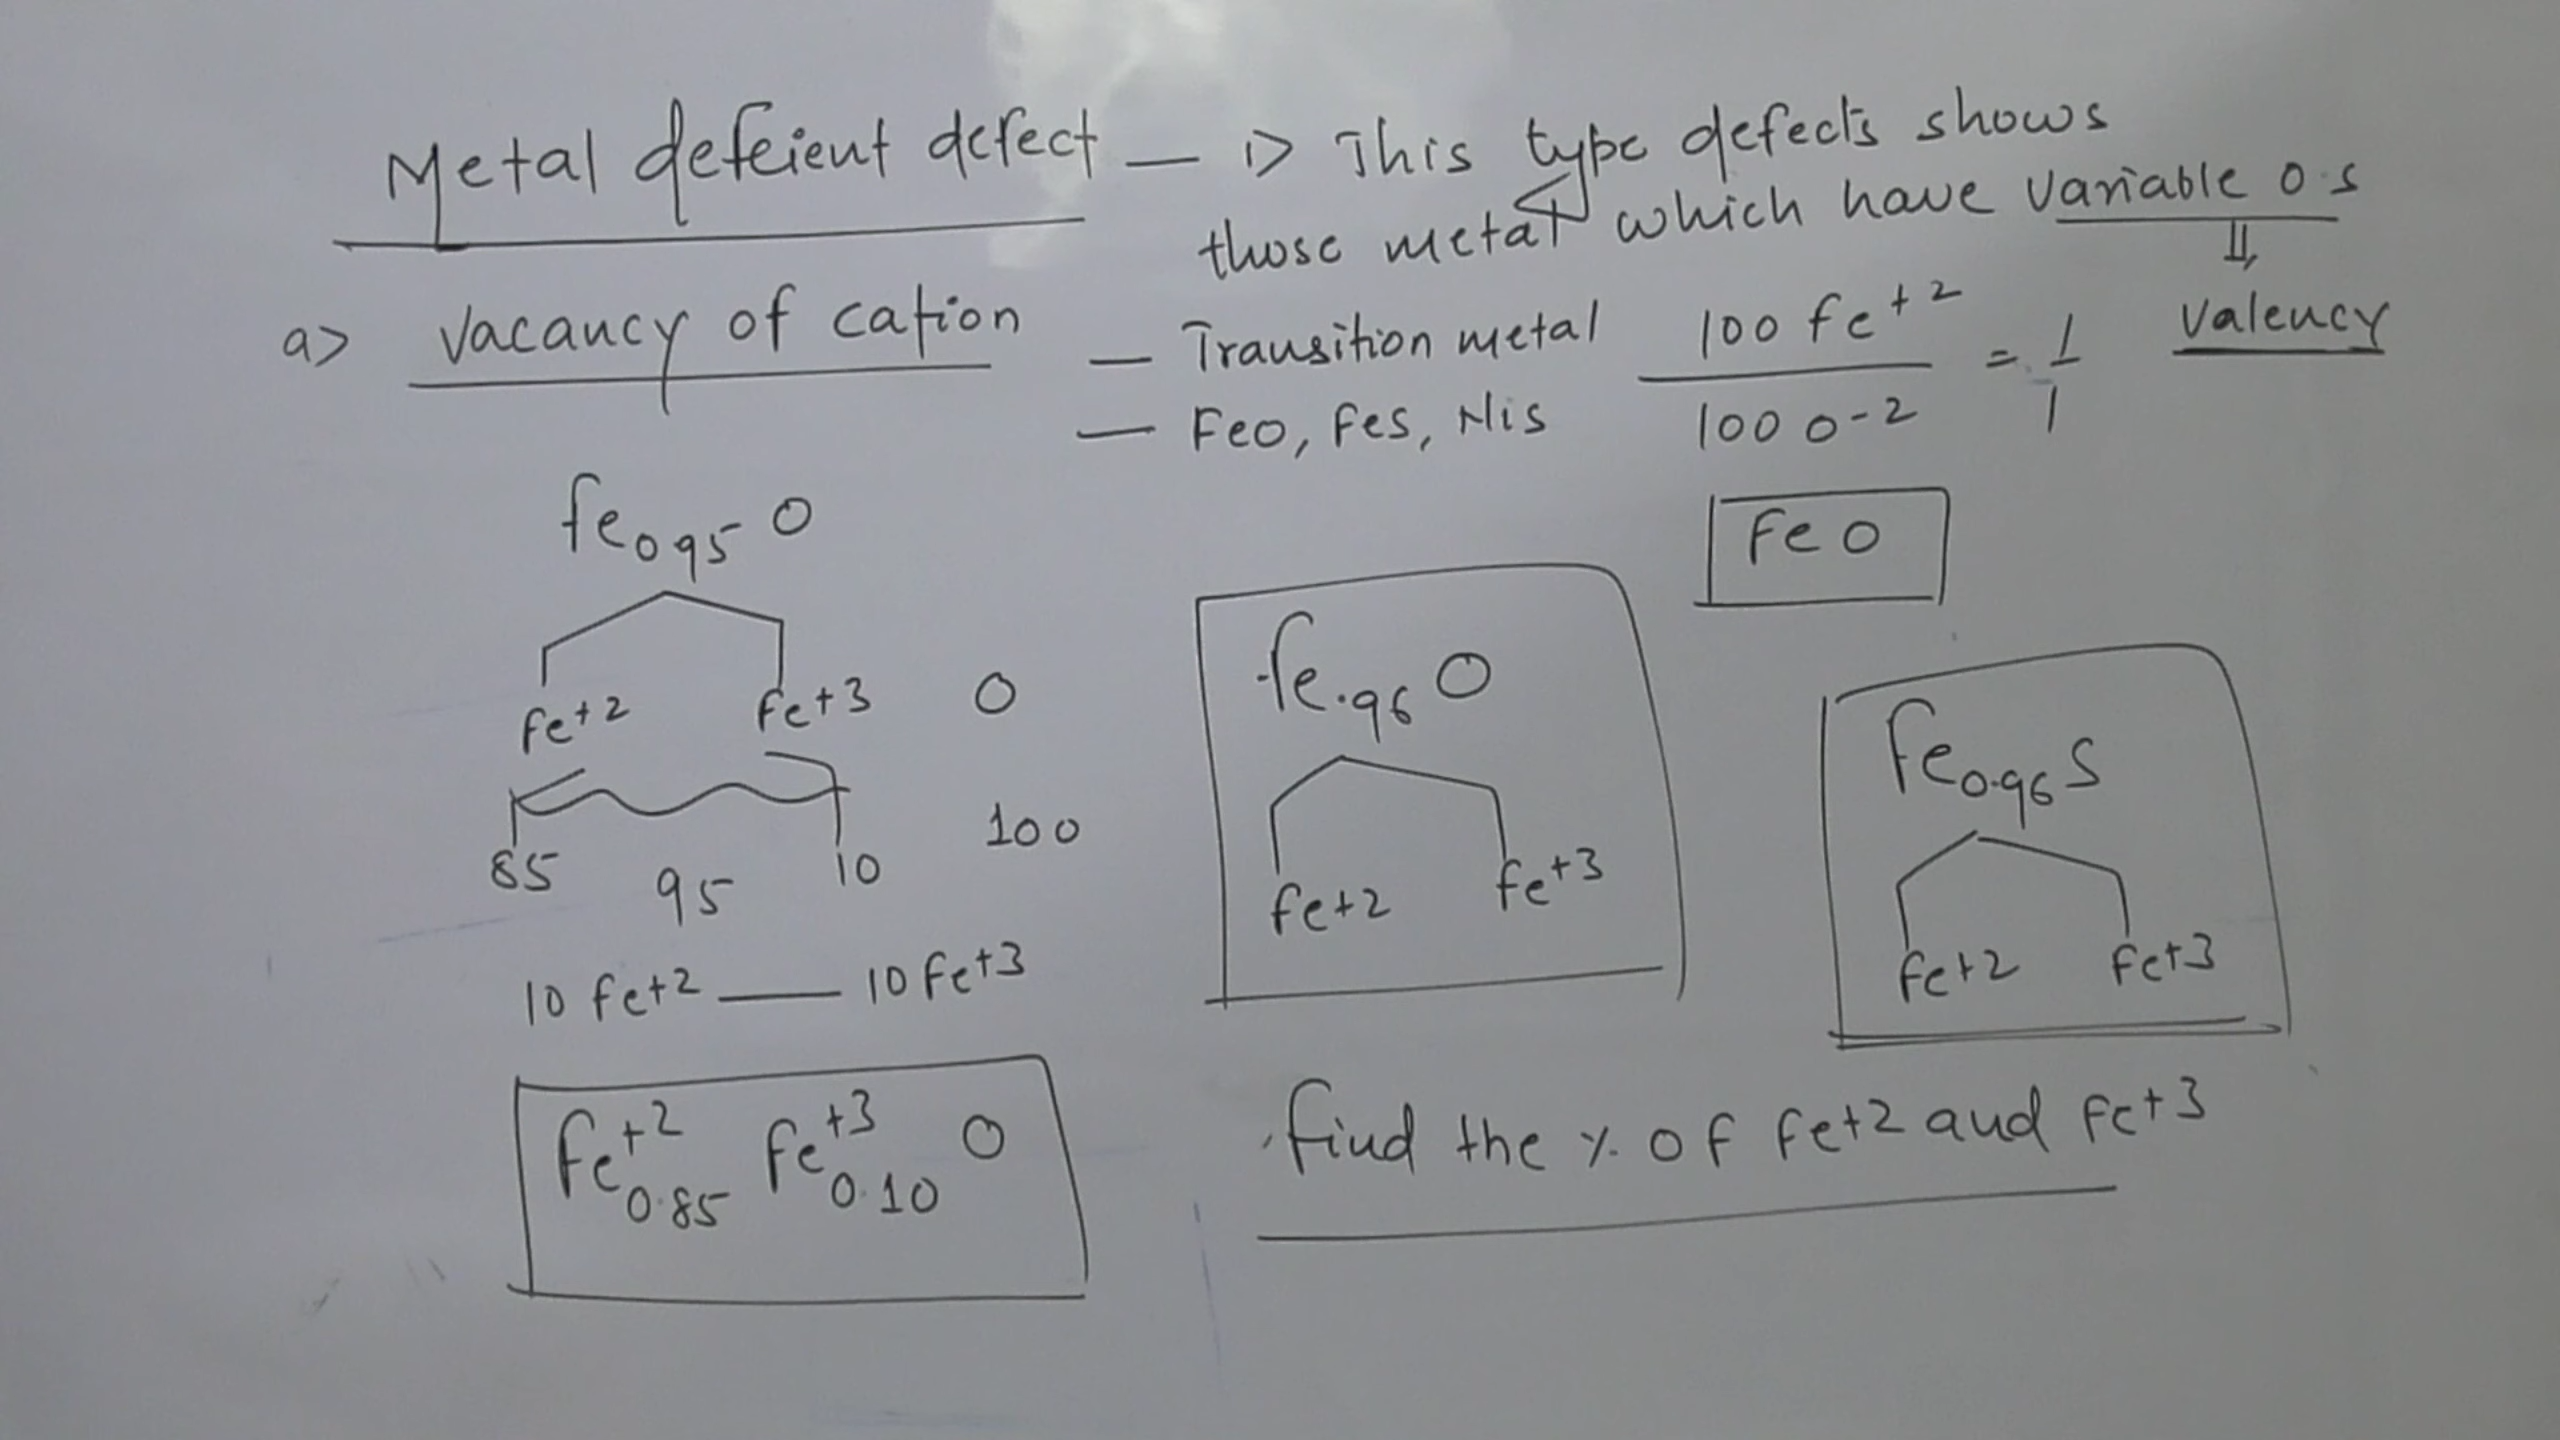 Metal defeient defect — 1> This type defects shows
those metal which have variable o.s
valency
a> vacancy of cation
— Transition metal
— Feo, Fes, Nis
100 fe+2 / 100 o-2 = 1/1
Fe O
fe0.95 O
fe+2 fe+3 O
85 95 10 100
10 fe+2 — 10 fe+3
fe+2 0.85 fe+3 0.10 O
fe.96 O
fe+2 fe+3
fe0.96 S
fe+2 fe+3
find the % of fe+2 and fe+3